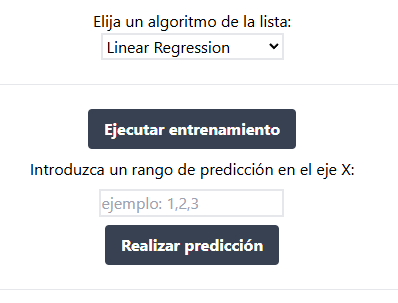 Elija un algoritmo de la lista:
Linear Regression
Ejecutar entrenamiento
Introduzca un rango de predicción en el eje X:
ejemplo: 1,2,3
Realizar predicción